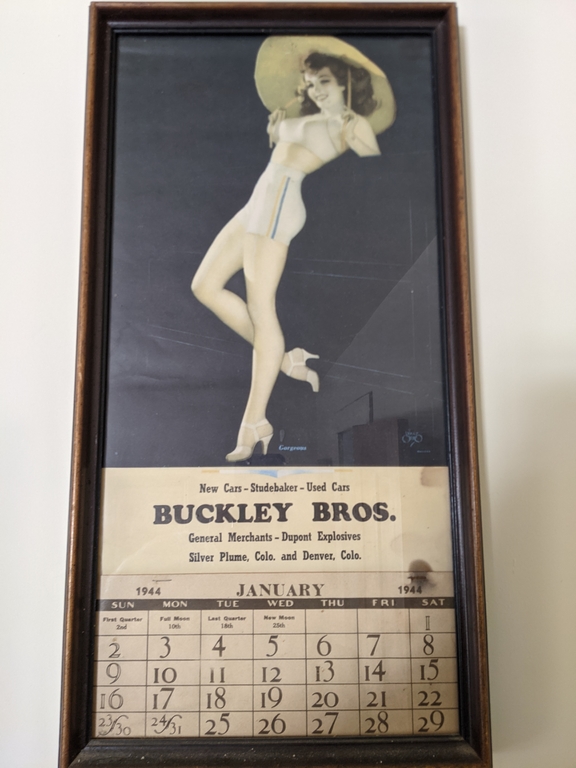 Gorgeous
New Cars - Studebaker - Used Cars
BUCKLEY BROS.
General Merchants - Dupont Explosives
Silver Plume, Colo. and Denver, Colo.
1944 JANUARY 1944
SUN MON TUE WED THU FRI SAT
First Quarter 2nd Full Moon 10th Last Quarter 18th New Moon 25th 1
2 3 4 5 6 7 8
9 10 11 12 13 14 15
16 17 18 19 20 21 22
23/30 24/31 25 26 27 28 29